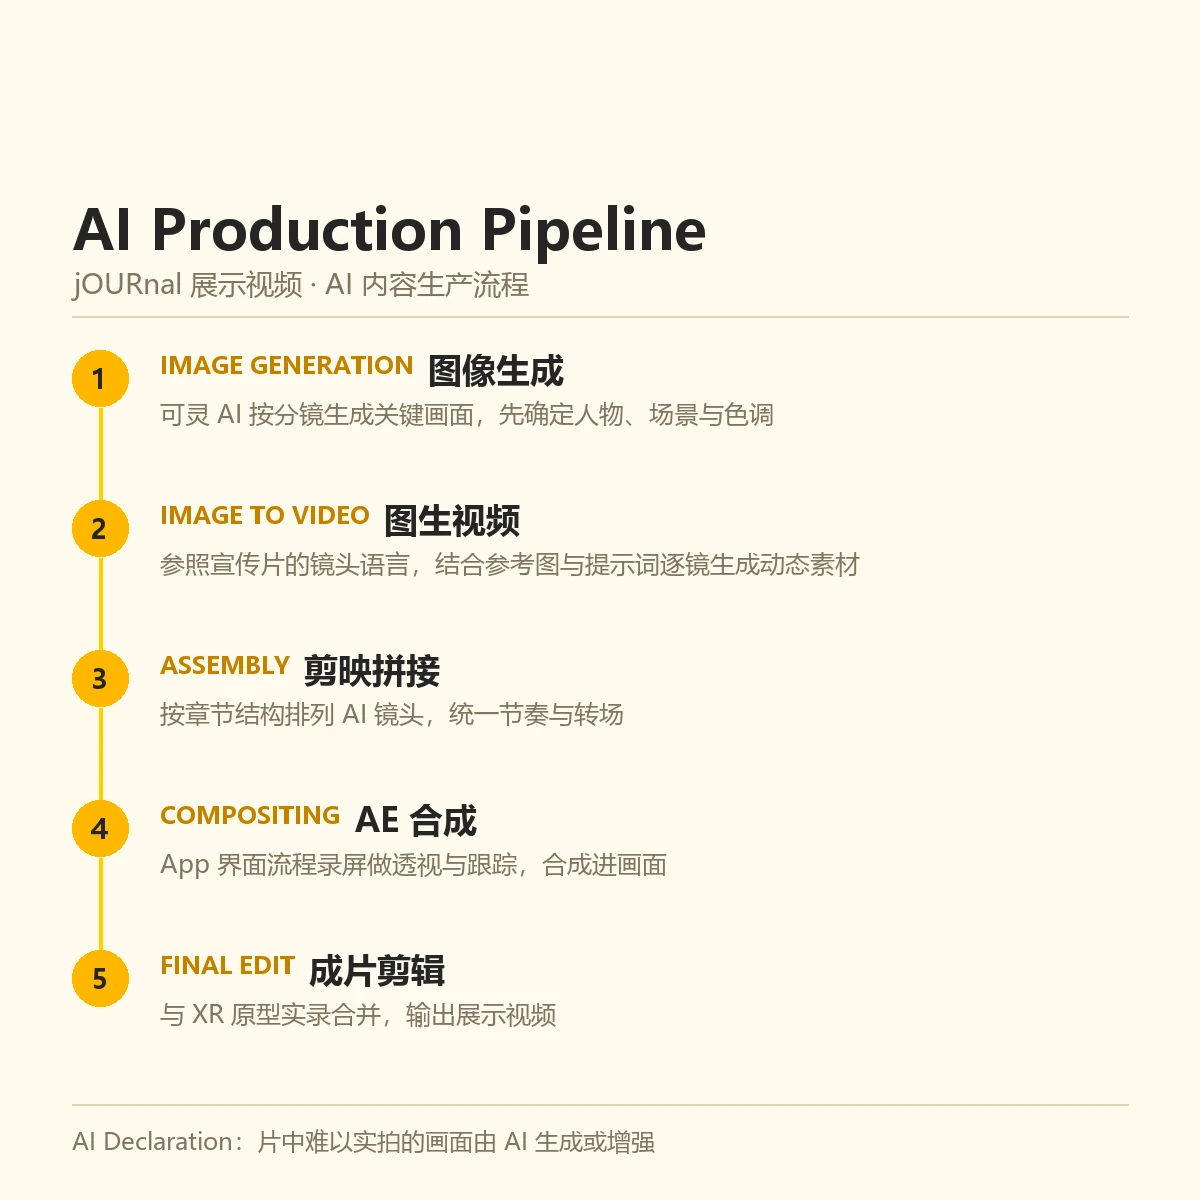 AI Production Pipeline
jOURnal 展示视频 · AI 内容生产流程
1 IMAGE GENERATION 图像生成
可灵 AI 按分镜生成关键画面，先确定人物、场景与色调
2 IMAGE TO VIDEO 图生视频
参照宣传片的镜头语言，结合参考图与提示词逐镜生成动态素材
3 ASSEMBLY 剪映拼接
按章节结构排列 AI 镜头，统一节奏与转场
4 COMPOSITING AE 合成
App 界面流程录屏做透视与跟踪，合成进画面
5 FINAL EDIT 成片剪辑
与 XR 原型实录合并，输出展示视频
AI Declaration：片中难以实拍的画面由 AI 生成或增强